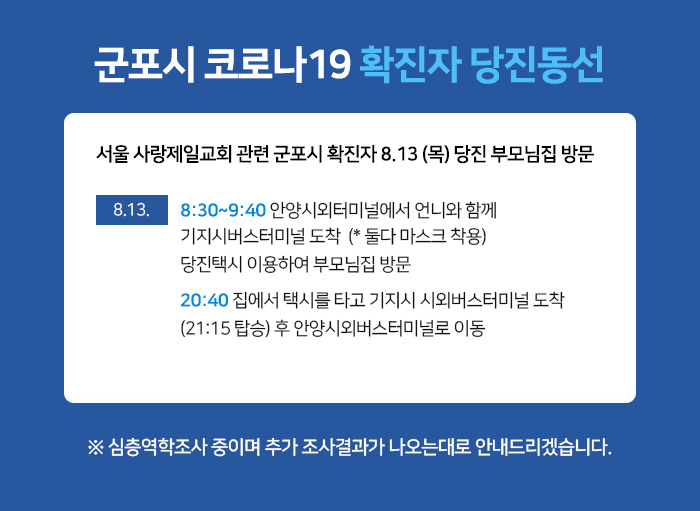 군포시 코로나19 확진자 당진동선
서울 사랑제일교회 관련 군포시 확진자 8.13 (목) 당진 부모님집 방문
8.13.
8:30~9:40 안양시외터미널에서 언니와 함께
기지시버스터미널 도착 (* 둘다 마스크 착용)
당진택시 이용하여 부모님집 방문
20:40 집에서 택시를 타고 기지시 시외버스터미널 도착
(21:15 탑승) 후 안양시외버스터미널로 이동
※ 심층역학조사 중이며 추가 조사결과가 나오는대로 안내드리겠습니다.